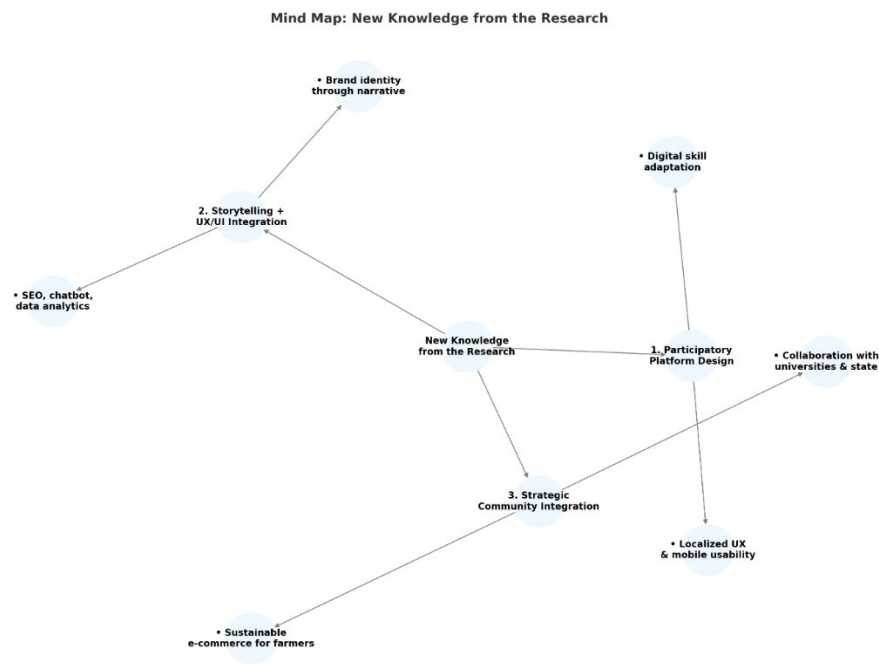 Mind Map: New Knowledge from the Research
• Brand identity
through narrative
• Digital skill
adaptation
2. Storytelling +
UX/UI Integration
• SEO, chatbot,
data analytics
New Knowledge
from the Research
1. Participatory
Platform Design
• Collaboration with
universities & state
3. Strategic
Community Integration
• Localized UX
& mobile usability
• Sustainable
e-commerce for farmers